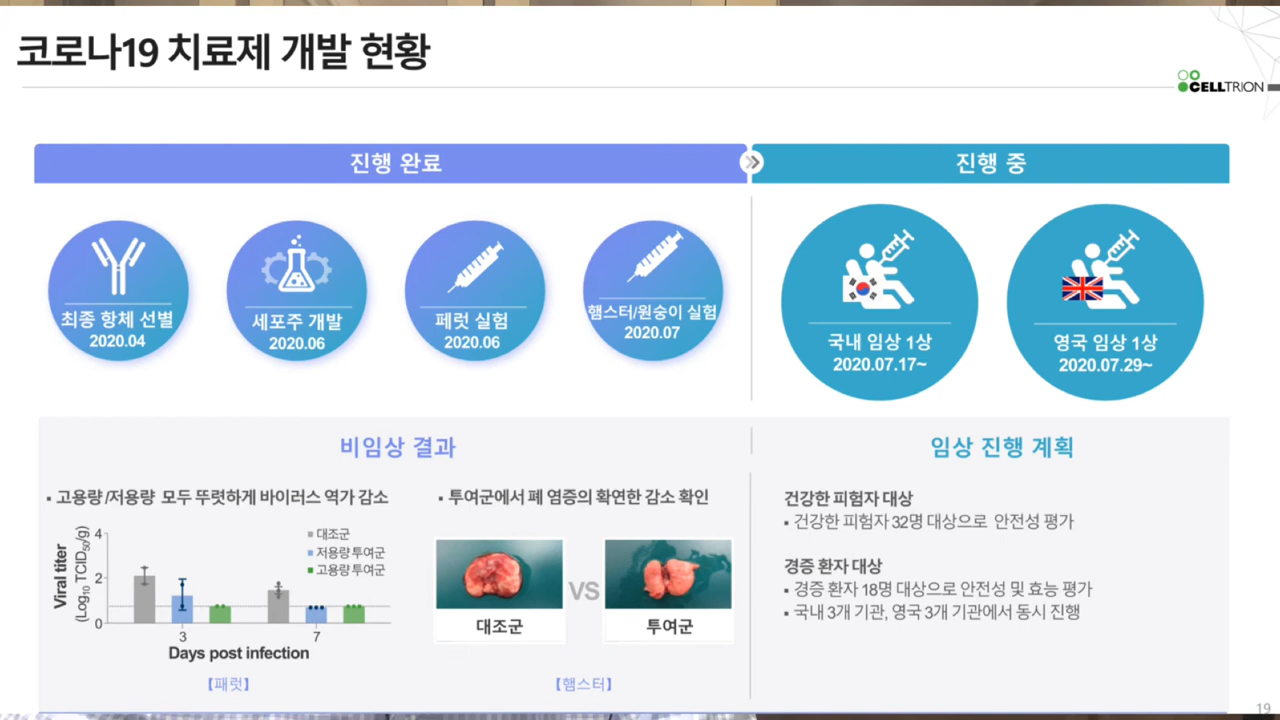 코로나19 치료제 개발 현황
CELLTRION
진행 완료
진행 중
최종 항체 선별
2020.04
세포주 개발
2020.06
페럿 실험
2020.06
햄스터/원숭이 실험
2020.07
국내 임상 1상
2020.07.17~
영국 임상 1상
2020.07.29~
비임상 결과
▪ 고용량/저용량 모두 뚜렷하게 바이러스 역가 감소
Viral titer
(Log10 TCID50/g)
4
2
0
대조군
저용량 투여군
고용량 투여군
3
7
Days post infection
【패럿】
▪ 투여군에서 폐 염증의 확연한 감소 확인
VS
대조군
투여군
【햄스터】
임상 진행 계획
건강한 피험자 대상
▪ 건강한 피험자 32명 대상으로 안전성 평가
경증 환자 대상
▪ 경증 환자 18명 대상으로 안전성 및 효능 평가
▪ 국내 3개 기관, 영국 3개 기관에서 동시 진행
19